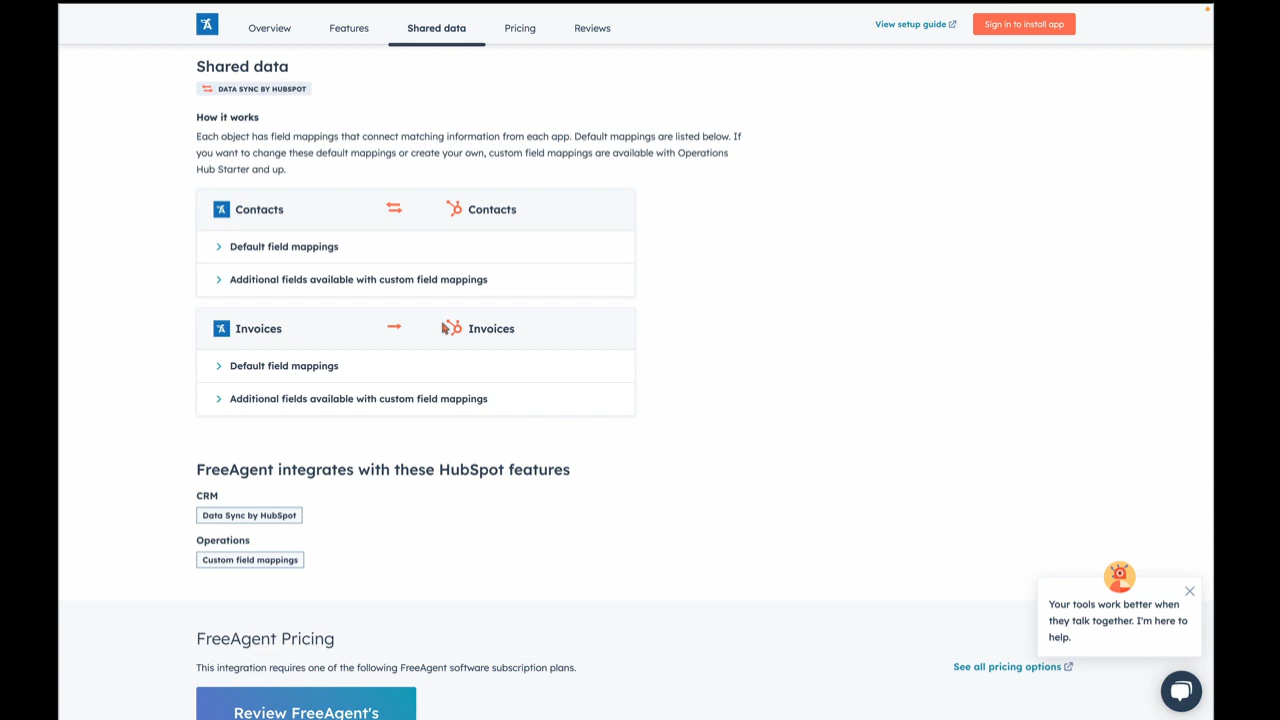 Overview
Features
Shared data
Pricing
Reviews
View setup guide
Sign in to install app
Shared data
DATA SYNC BY HUBSPOT
How it works
Each object has field mappings that connect matching information from each app. Default mappings are listed below. If
you want to change these default mappings or create your own, custom field mappings are available with Operations
Hub Starter and up.
Contacts
Contacts
Default field mappings
Additional fields available with custom field mappings
Invoices
Invoices
Default field mappings
Additional fields available with custom field mappings
FreeAgent integrates with these HubSpot features
CRM
Data Sync by HubSpot
Operations
Custom field mappings
Your tools work better when
they talk together. I'm here to
help.
FreeAgent Pricing
This integration requires one of the following FreeAgent software subscription plans.
See all pricing options
Review FreeAgent's